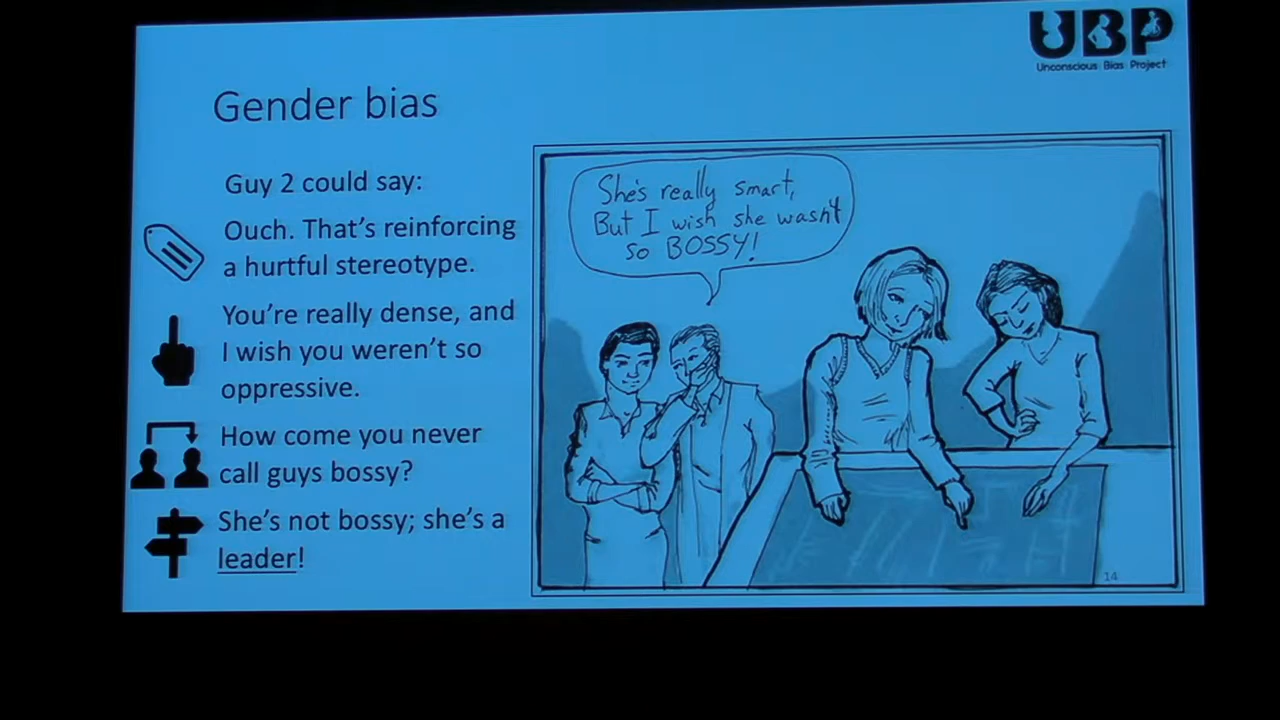 UBP
Unconscious Bias Project
Gender bias
Guy 2 could say:
Ouch. That's reinforcing
a hurtful stereotype.
You're really dense, and
I wish you weren't so
oppressive.
How come you never
call guys bossy?
She's not bossy; she's a
leader!
She's really smart,
But I wish she wasn't
so BOSSY!
14